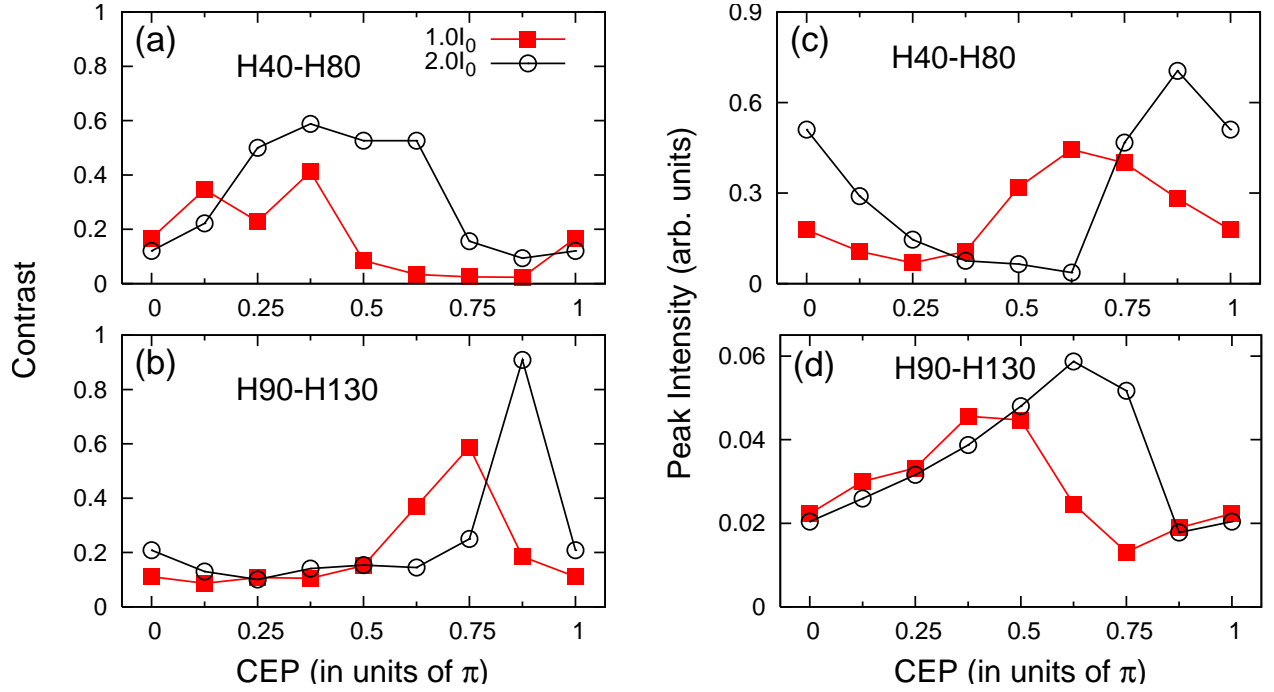 (a)
H40-H80
1.0I0
2.0I0
Contrast
1
0.8
0.6
0.4
0.2
0
0
0.25
0.5
0.75
1
(b)
H90-H130
1
0.8
0.6
0.4
0.2
0
0
0.25
0.5
0.75
1
CEP (in units of π)
(c)
H40-H80
Peak Intensity (arb. units)
0.9
0.6
0.3
0
0
0.25
0.5
0.75
1
(d)
H90-H130
0.06
0.04
0.02
0
0
0.25
0.5
0.75
1
CEP (in units of π)